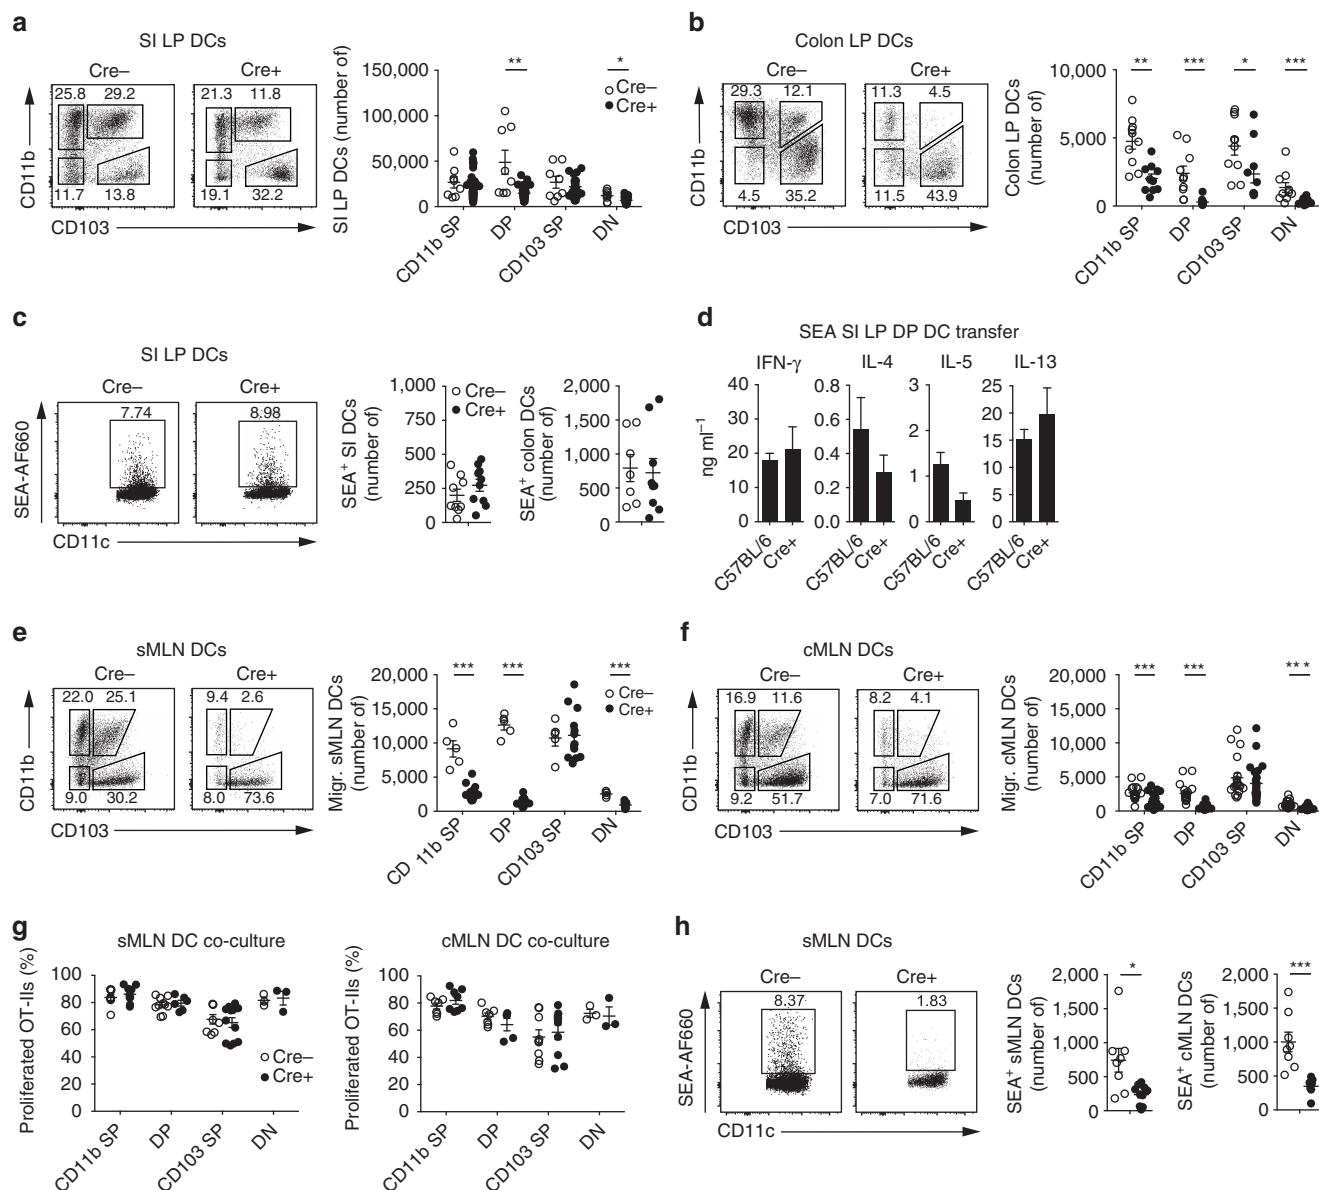 a
SI LP DCs
Cre– Cre+
25.8 29.2 21.3 11.8
11.7 13.8 19.1 32.2
CD11b
CD103
SI LP DCs (number of)
150,000
100,000
50,000
0
** *
Cre–
Cre+
CD11b SP DP CD103 SP DN
b
Colon LP DCs
Cre– Cre+
29.3 12.1 11.3 4.5
4.5 35.2 11.5 43.9
CD11b
CD103
Colon LP DCs
(number of)
10,000
5,000
0
** *** * ***
CD11b SP DP CD103 SP DN
c
SI LP DCs
Cre– Cre+
7.74 8.98
SEA-AF660
CD11c
SEA+ SI DCs
(number of)
1,000
750
500
250
0
Cre–
Cre+
SEA+ colon DCs
(number of)
2,000
1,500
1,000
500
0
d
SEA SI LP DP DC transfer
IFN-γ IL-4 IL-5 IL-13
ng ml–1
40
30
20
10
0
0.8
0.6
0.4
0.2
0.0
3
2
1
0
25
20
15
10
5
0
C57BL/6 Cre+ C57BL/6 Cre+ C57BL/6 Cre+ C57BL/6 Cre+
e
sMLN DCs
Cre– Cre+
22.0 25.1 9.4 2.6
9.0 30.2 8.0 73.6
CD11b
CD103
Migr. sMLN DCs
(number of)
20,000
15,000
10,000
5,000
0
*** *** ***
Cre–
Cre+
CD 11b SP DP CD103 SP DN
f
cMLN DCs
Cre– Cre+
16.9 11.6 8.2 4.1
9.2 51.7 7.0 71.6
CD11b
CD103
Migr. cMLN DCs
(number of)
20,000
15,000
10,000
5,000
0
*** *** ***
CD11b SP DP CD103 SP DN
g
sMLN DC co-culture
Proliferated OT-IIs (%)
100
80
60
40
20
0
Cre–
Cre+
CD11b SP DP CD103 SP DN
cMLN DC co-culture
Proliferated OT-IIs (%)
100
80
60
40
20
0
CD11b SP DP CD103 SP DN
h
sMLN DCs
Cre– Cre+
8.37 1.83
SEA-AF660
CD11c
SEA+ sMLN DCs
(number of)
2,000
1,500
1,000
500
0
*
SEA+ cMLN DCs
(number of)
2,000
1,500
1,000
500
0
***